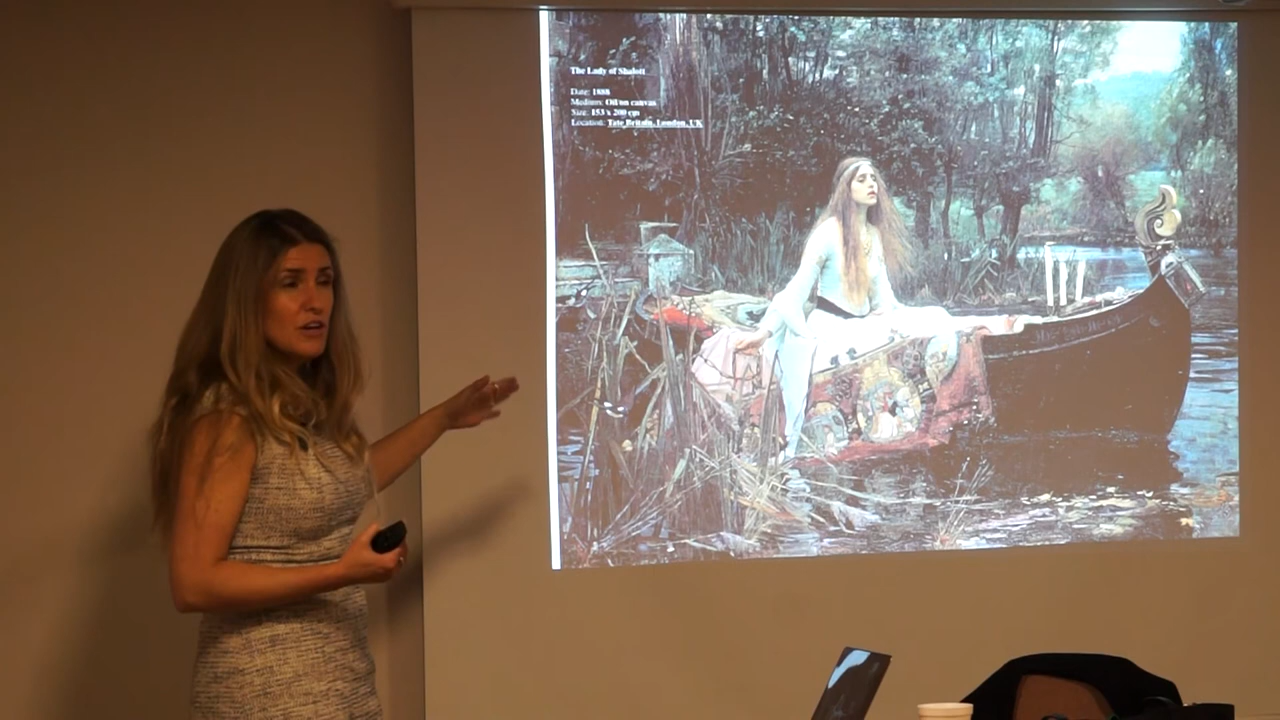 The Lady of Shalott
Date: 1888
Medium: Oil on canvas
Size: 153 x 200 cm
Location: Tate Britain, London, UK